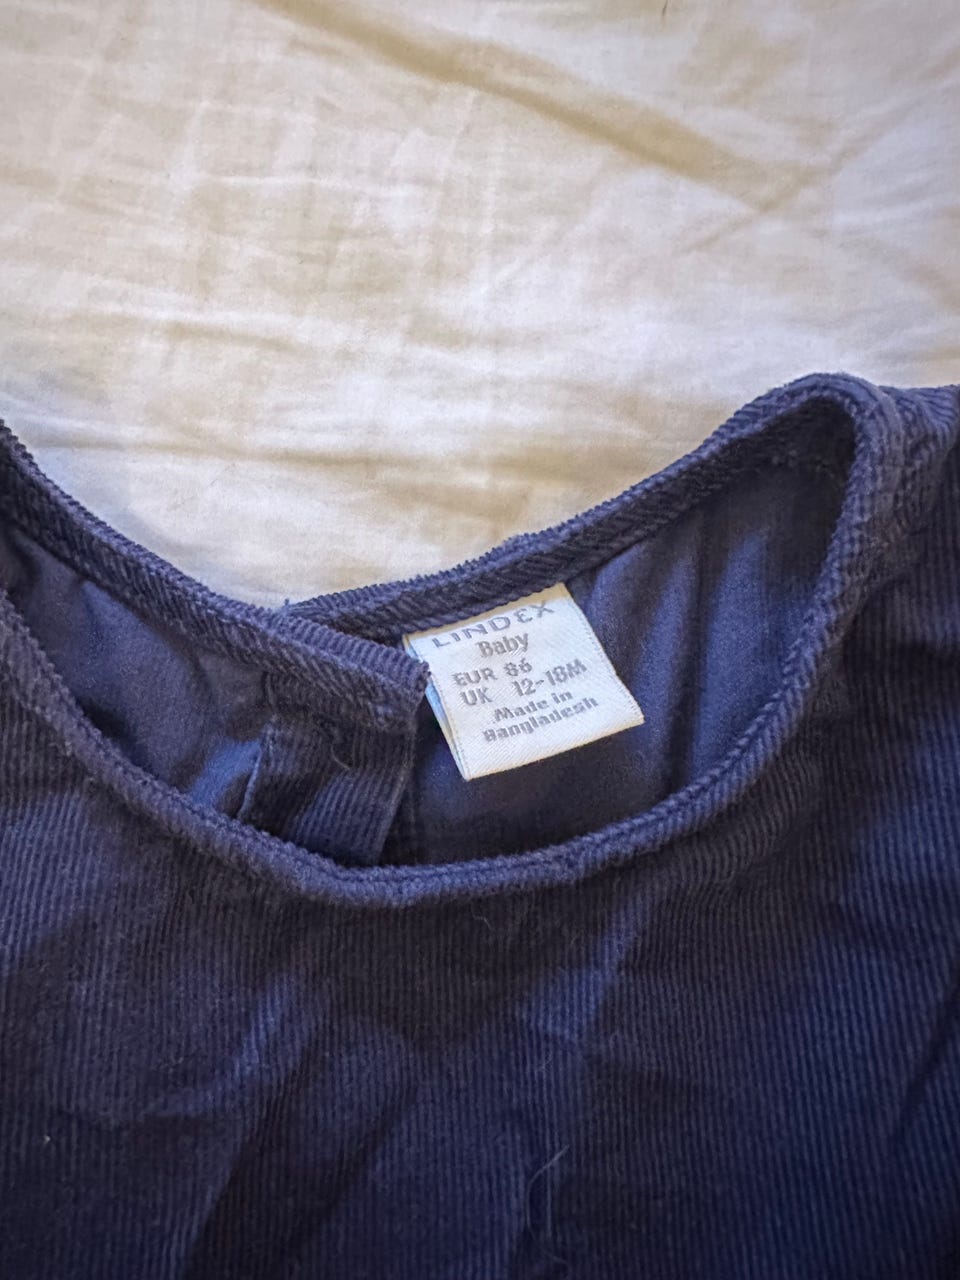 LINDEX
Baby
EUR 86
UK 12-18M
Made in
Bangladesh